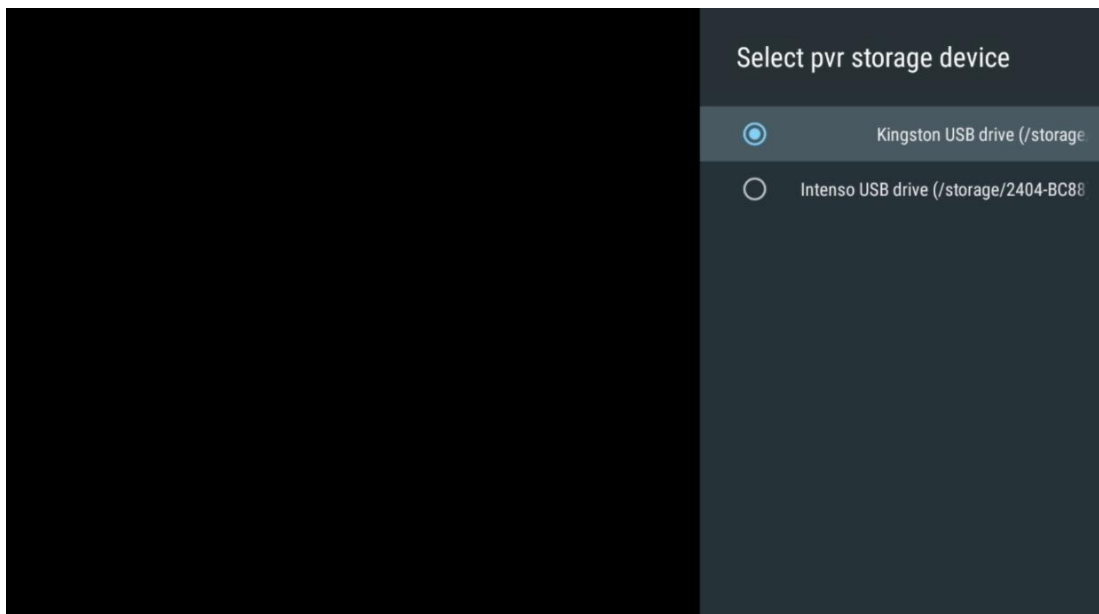 Select pvr storage device
Kingston USB drive (/storage
Intenso USB drive (/storage/2404-BC88